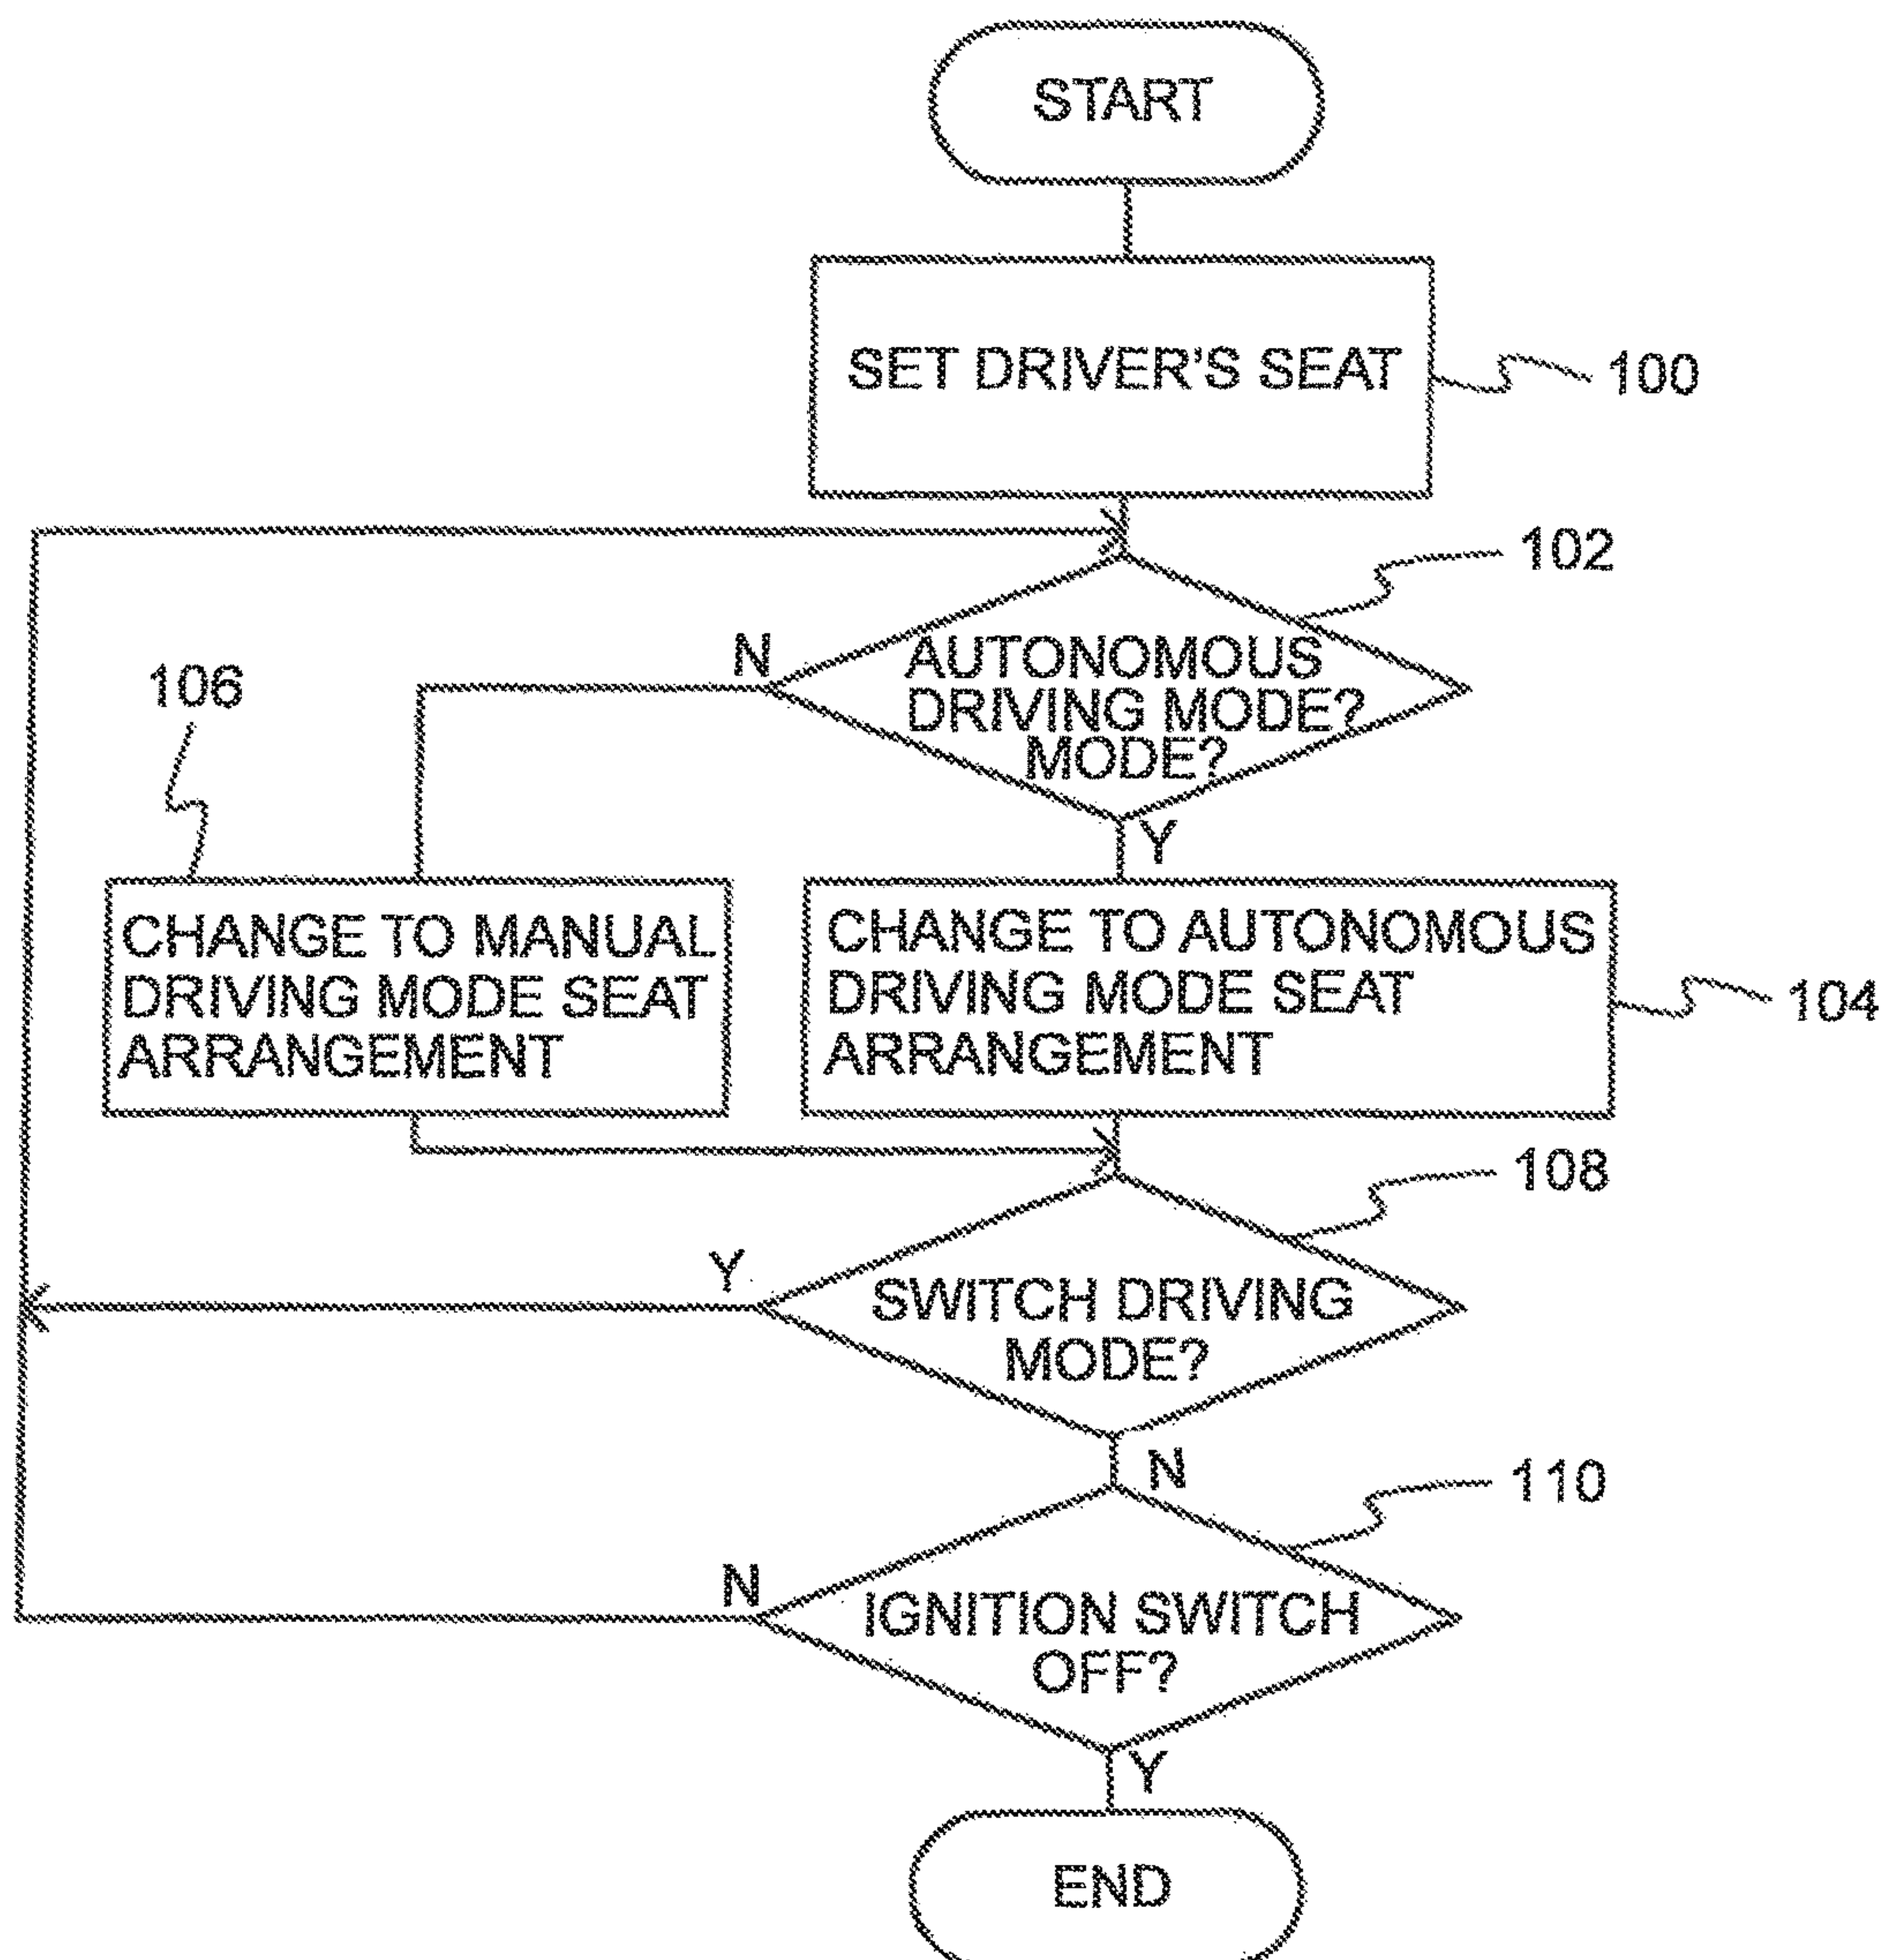 START
SET DRIVER'S SEAT
100
102
N
AUTONOMOUS
DRIVING MODE?
MODE?
106
Y
CHANGE TO MANUAL
DRIVING MODE SEAT
ARRANGEMENT
CHANGE TO AUTONOMOUS
DRIVING MODE SEAT
ARRANGEMENT
104
108
Y
SWITCH DRIVING
MODE?
N
110
N
IGNITION SWITCH
OFF?
Y
END